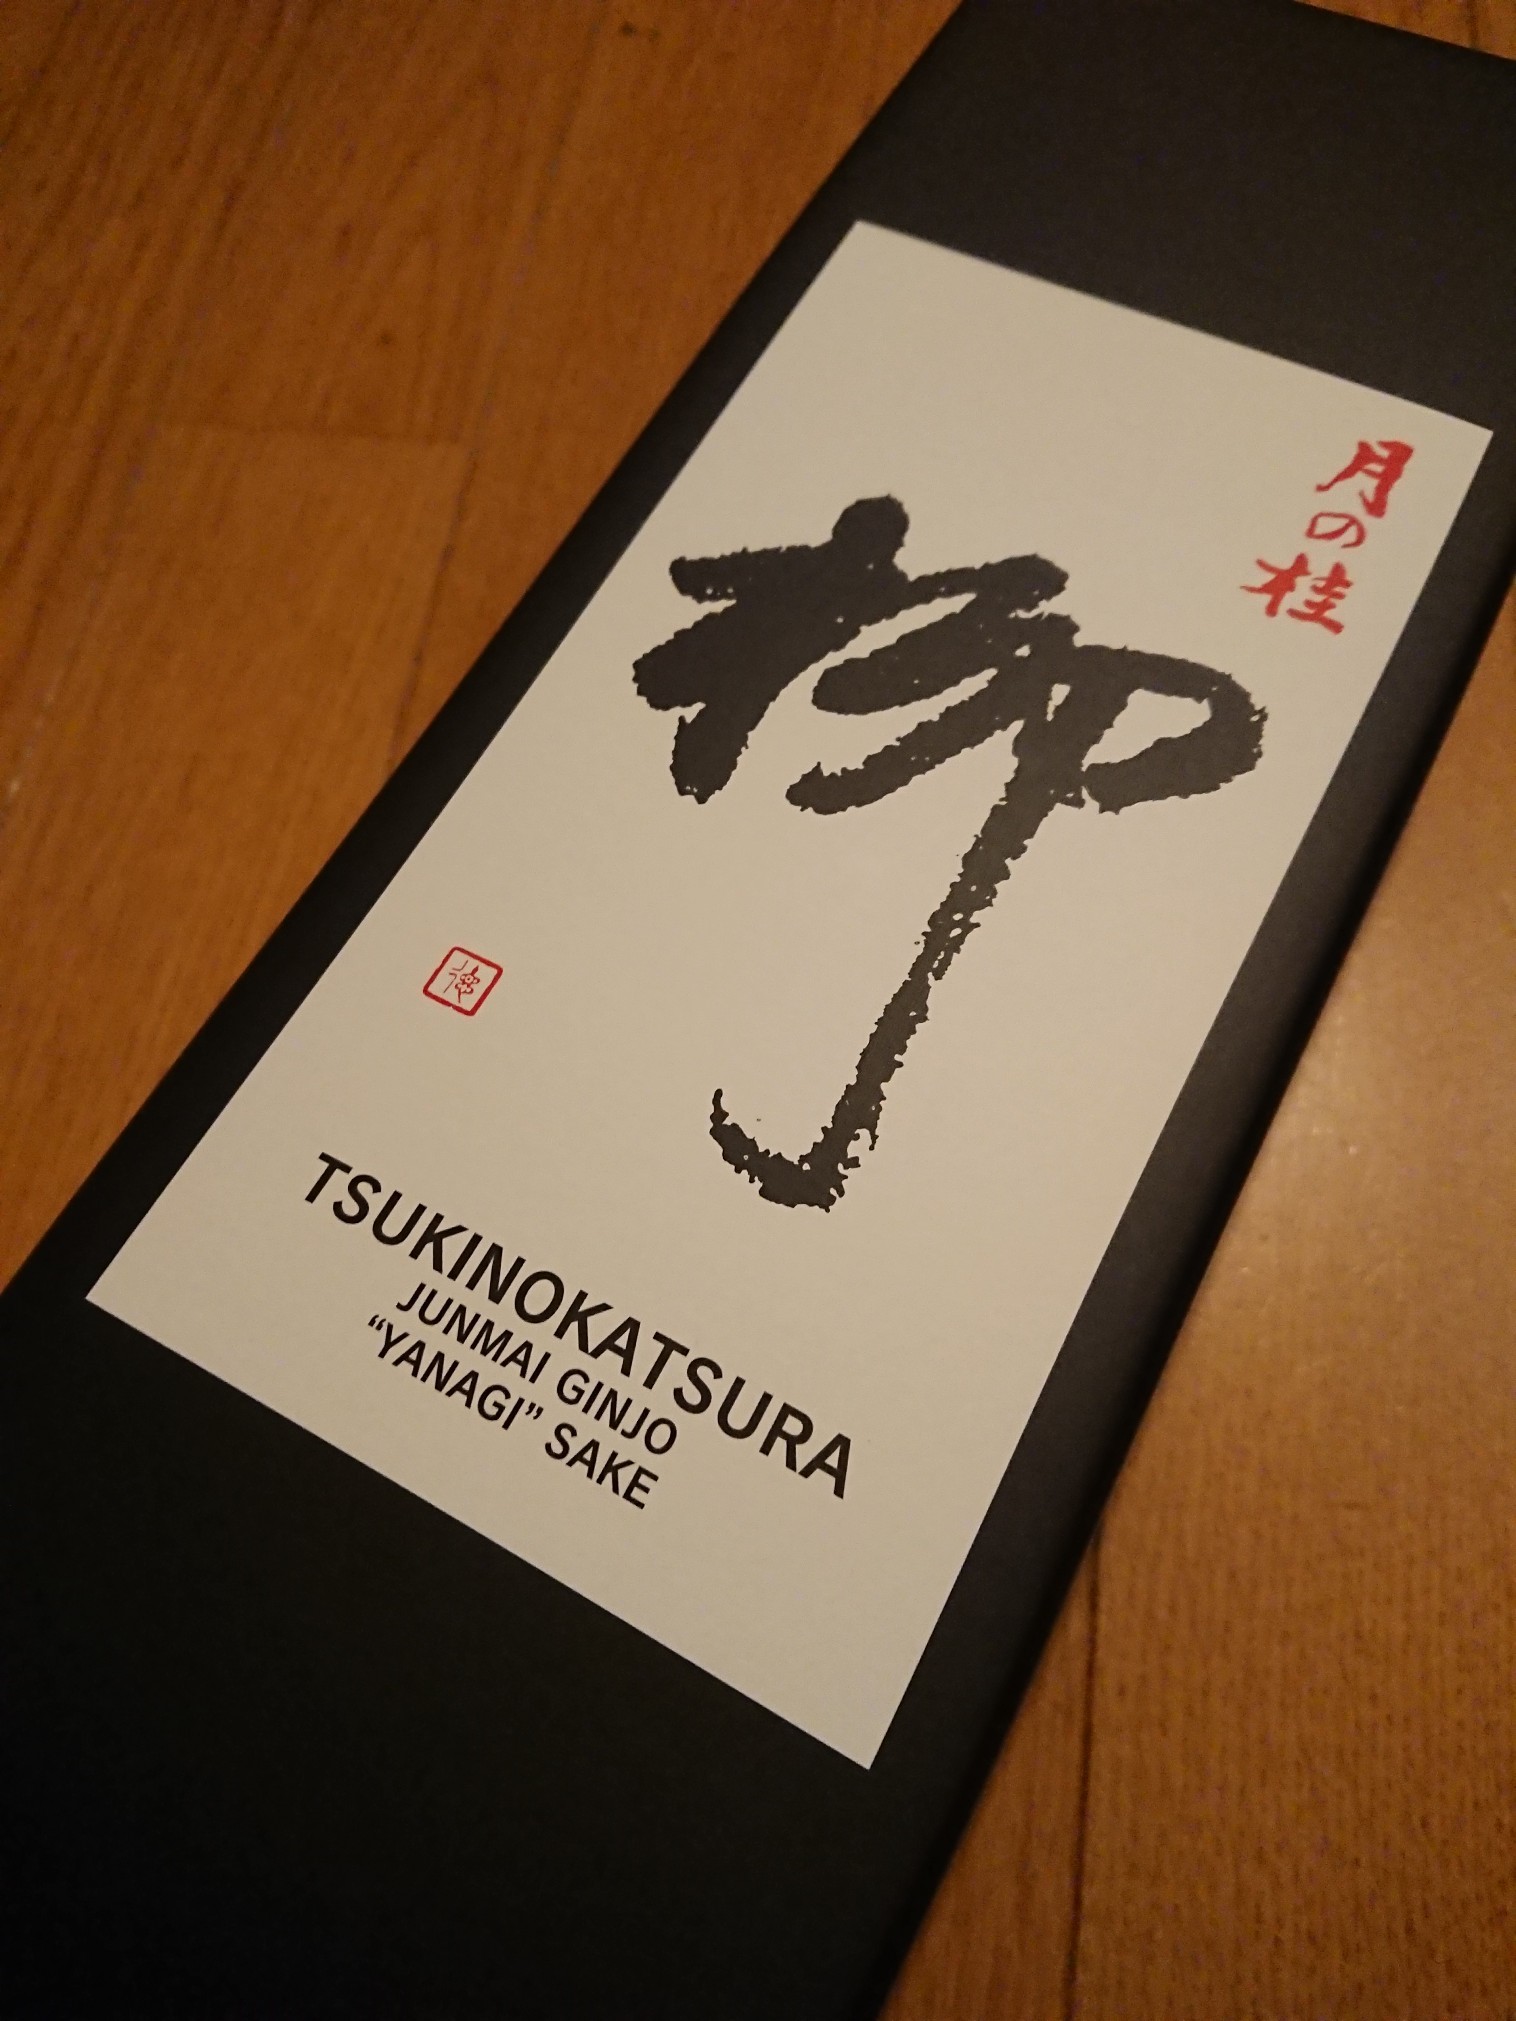 月の桂
柳
TSUKINOKATSURA
JUNMAI GINJO
“YANAGI” SAKE